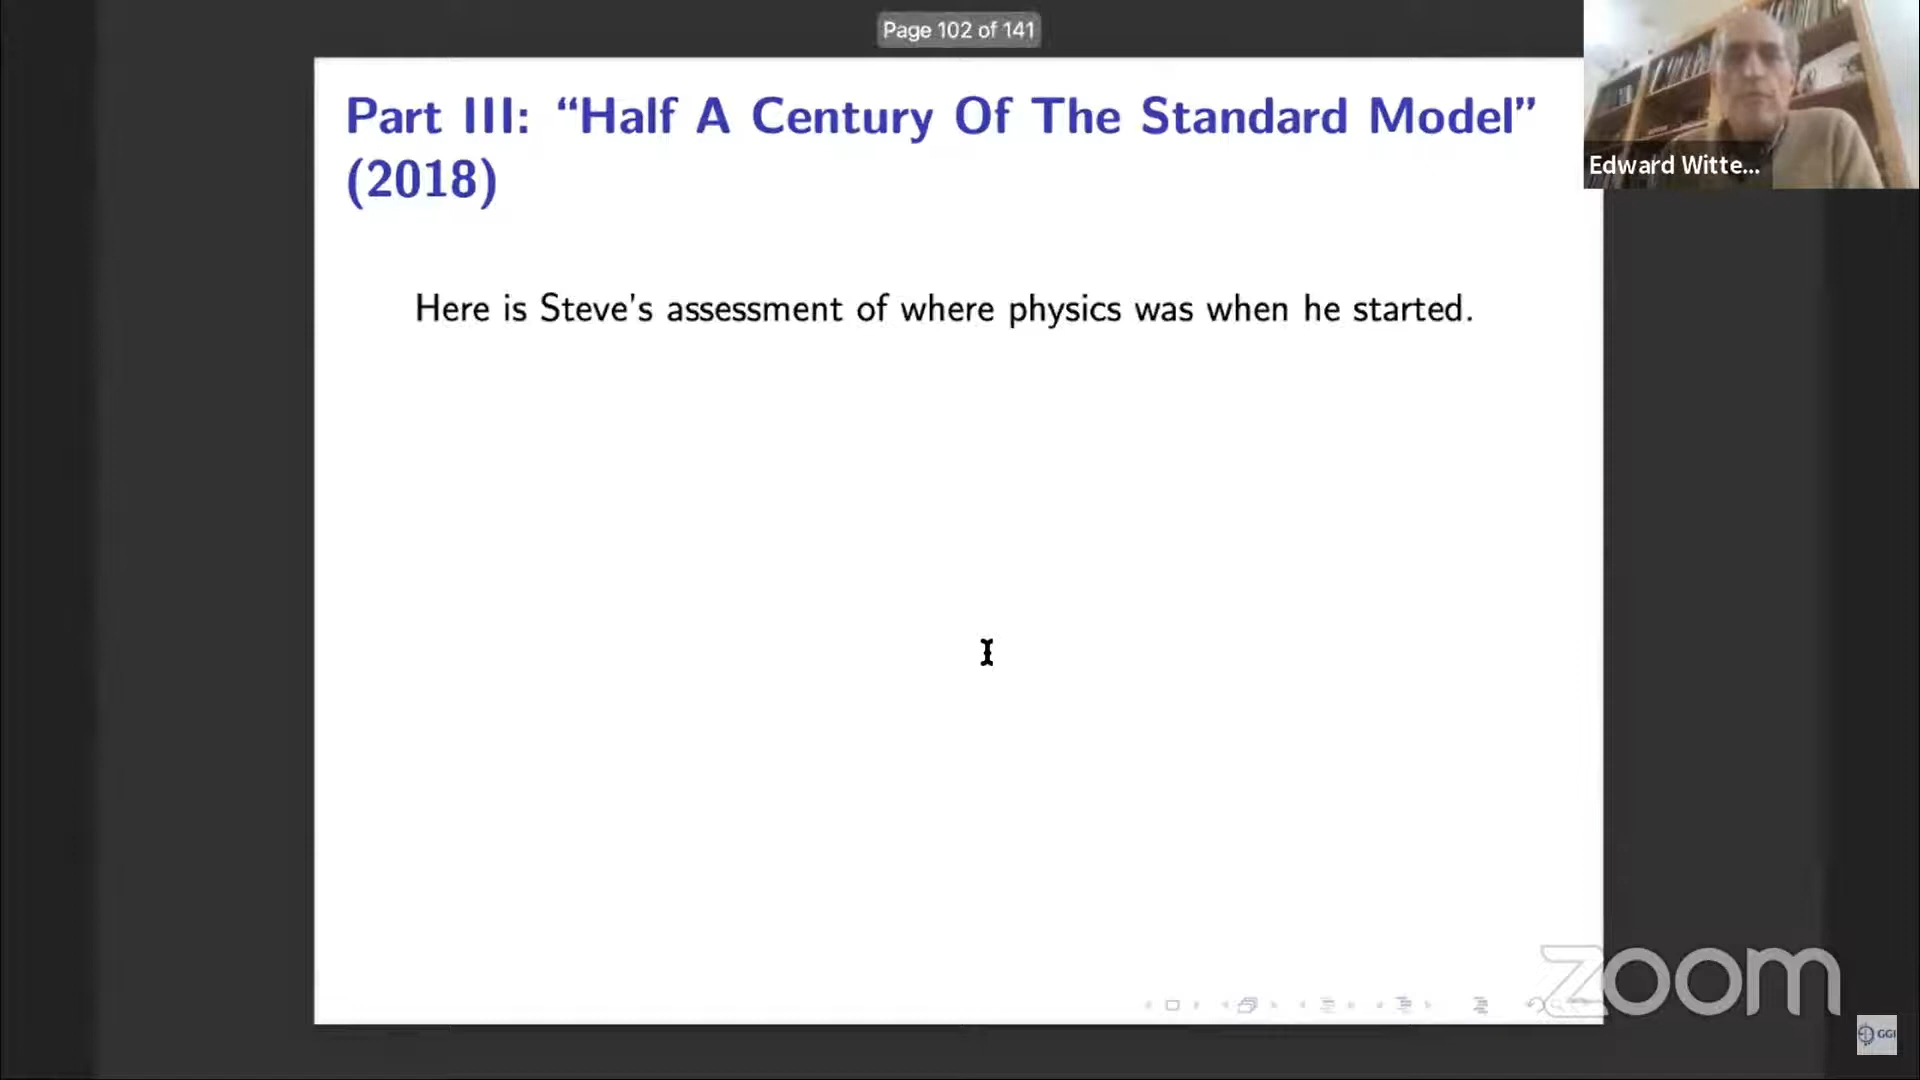 Page 102 of 141
Part III: “Half A Century Of The Standard Model”
(2018)
Edward Witte...
Here is Steve's assessment of where physics was when he started.
zoom
GGI